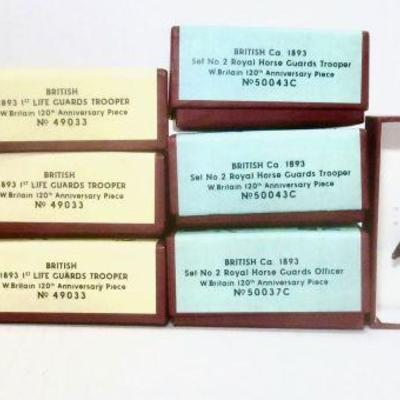 BRITISH
1893 1ST LIFE GUARDS TROOPER
W.Britain 120th Anniversary Piece
No 49033
BRITISH
1893 1ST LIFE GUARDS TROOPER
W.Britain 120th Anniversary Piece
No 49033
BRITISH
1893 1ST LIFE GUARDS TROOPER
W.Britain 120th Anniversary Piece
No 49033
BRITISH Ca. 1893
Set No.2 Royal Horse Guards Trooper
W.Britain 120th Anniversary Piece
No50043C
BRITISH Ca. 1893
Set No.2 Royal Horse Guards Trooper
W.Britain 120th Anniversary Piece
No50043C
BRITISH Ca. 1893
Set No.2 Royal Horse Guards Officer
W.Britain 120th Anniversary Piece
No50037C